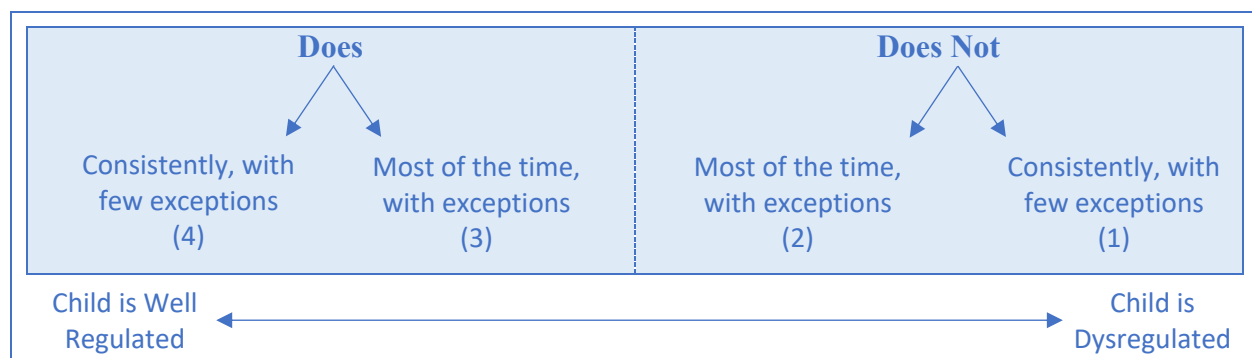 Does
Does Not
Consistently, with
few exceptions
(4)
Most of the time,
with exceptions
(3)
Most of the time,
with exceptions
(2)
Consistently, with
few exceptions
(1)
Child is Well
Regulated
Child is
Dysregulated